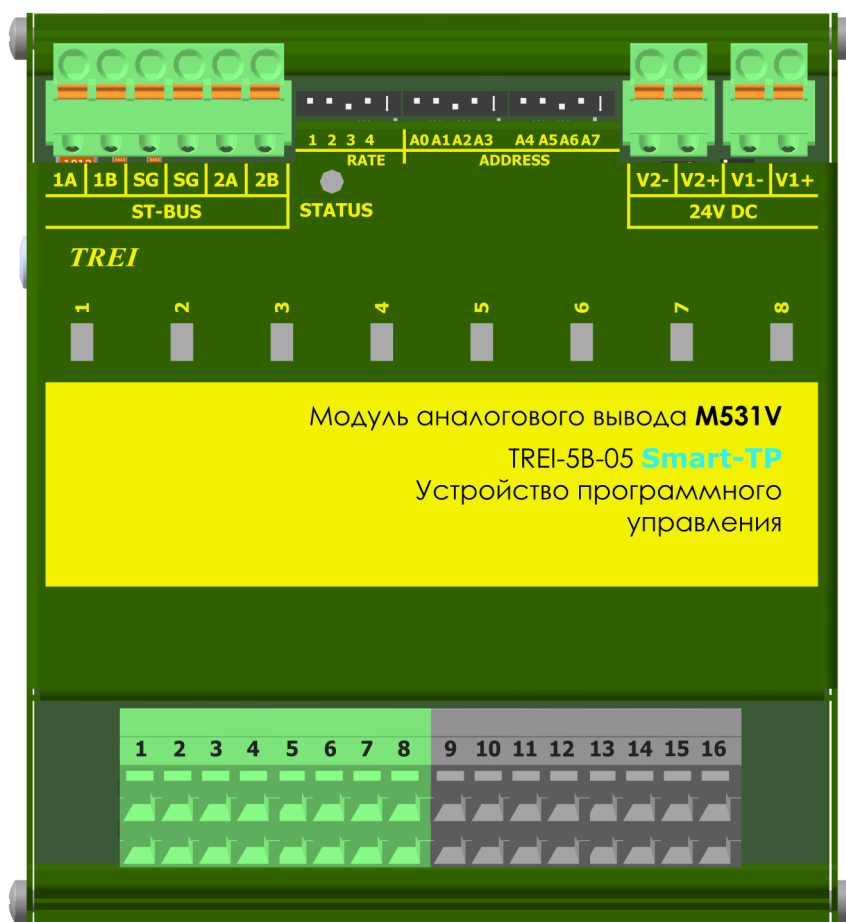 1 2 3 4 A0 A1 A2 A3 A4 A5 A6 A7
RATE ADDRESS
1A 1B SG SG 2A 2B V2- V2+ V1- V1+
ST-BUS STATUS 24V DC
TREI
1 2 3 4 5 6 7 8
Модуль аналогового вывода M531V
TREI-5B-05 Smart-TP
Устройство программного
управления
1 2 3 4 5 6 7 8 9 10 11 12 13 14 15 16